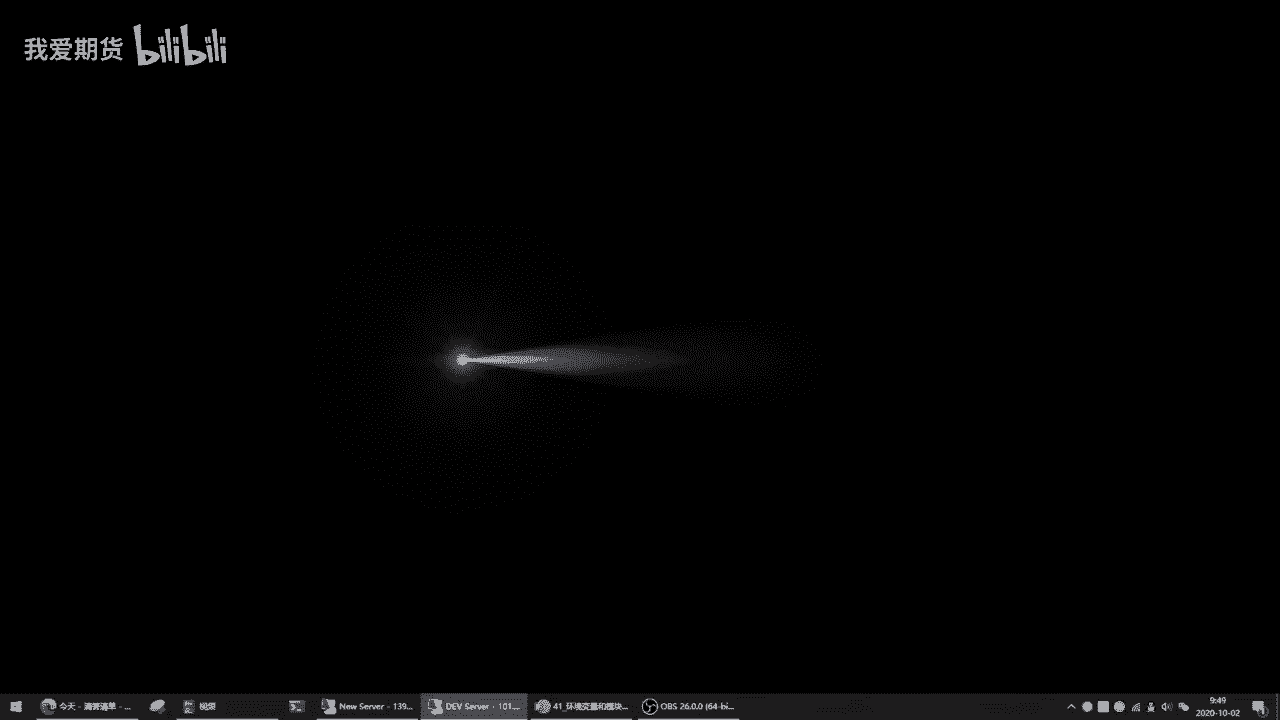 我爱期货 bilibili
今天 - 滴答清单 - ...
视频
New Server · 139...
DEV Server · 101...
41_环境变量和模块...
OBS 26.0.0 (64-bi...
9:49
2020-10-02